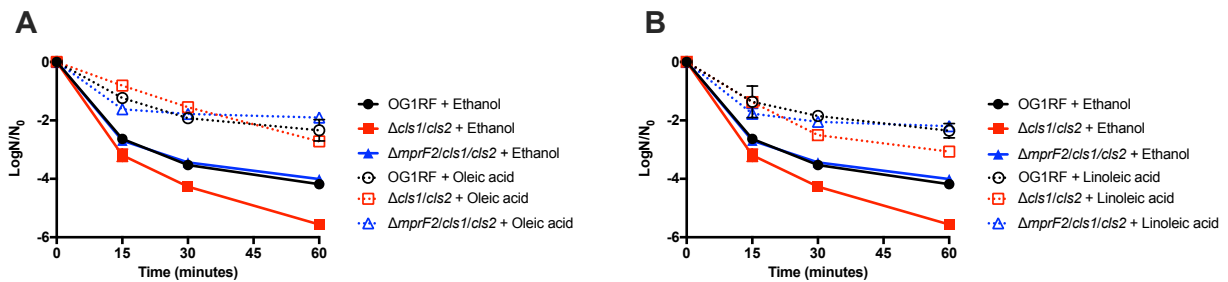 A
LogN/N0
0
-2
-4
-6
0
15
30
45
60
Time (minutes)
OG1RF + Ethanol
Δcls1/cls2 + Ethanol
ΔmprF2/cls1/cls2 + Ethanol
OG1RF + Oleic acid
Δcls1/cls2 + Oleic acid
ΔmprF2/cls1/cls2 + Oleic acid
B
LogN/N0
0
-2
-4
-6
0
15
30
45
60
Time (minutes)
OG1RF + Ethanol
Δcls1/cls2 + Ethanol
ΔmprF2/cls1/cls2 + Ethanol
OG1RF + Linoleic acid
Δcls1/cls2 + Linoleic acid
ΔmprF2/cls1/cls2 + Linoleic acid